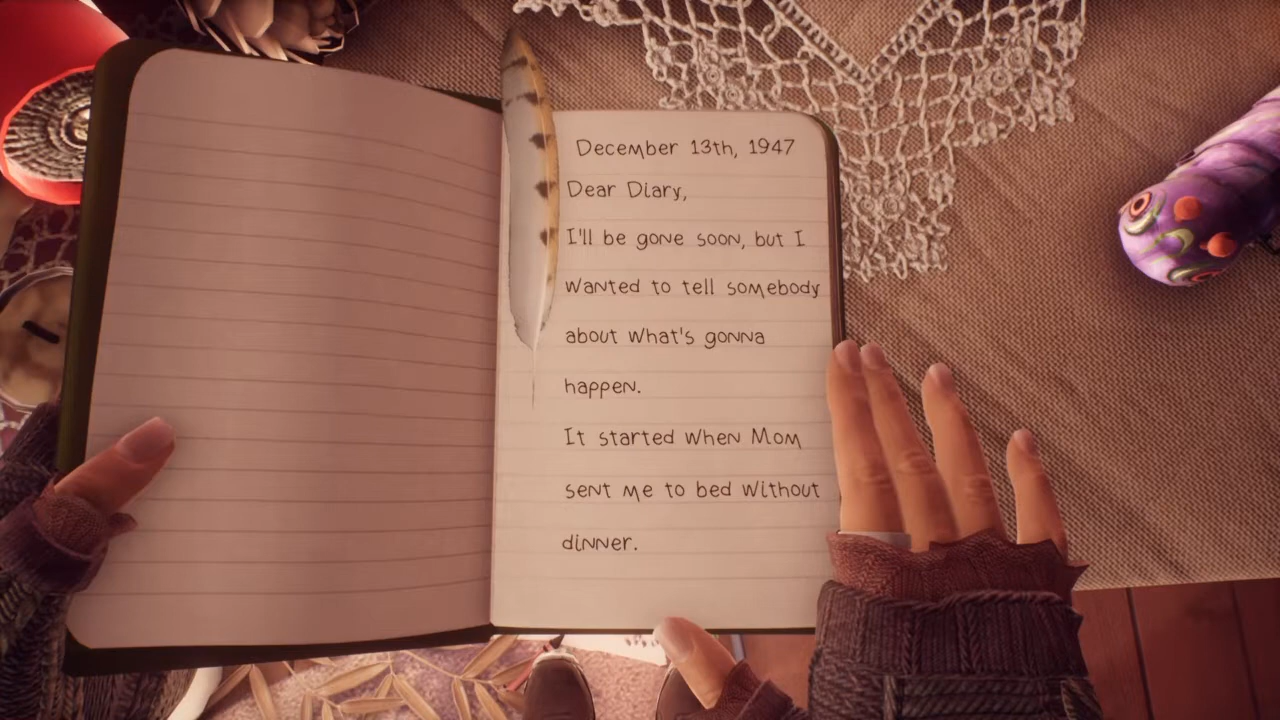 December 13th, 1947
Dear Diary,
I'll be gone soon, but I
wanted to tell somebody
about what's gonna
happen.
It started when Mom
sent me to bed without
dinner.